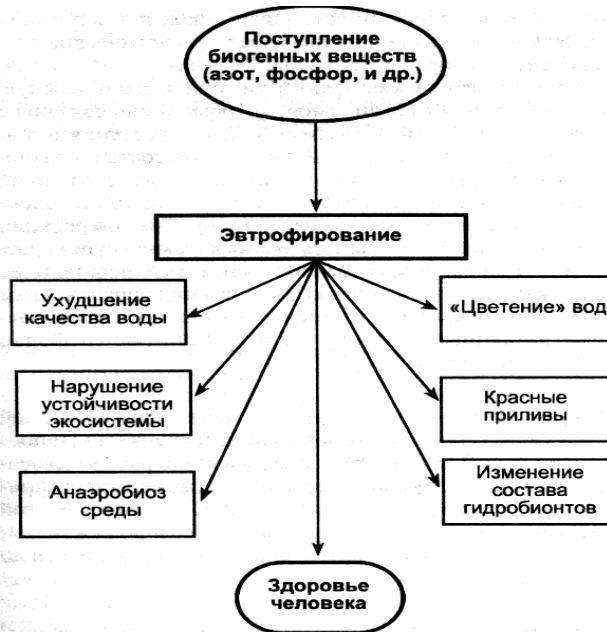 Поступление
биогенных веществ
(азот, фосфор, и др.)
Эвтрофирование
Ухудшение
качества воды
«Цветение» вод
Нарушение
устойчивости
экосистемы
Красные
приливы
Анаэробиоз
среды
Изменение
состава
гидробионтов
Здоровье
человека